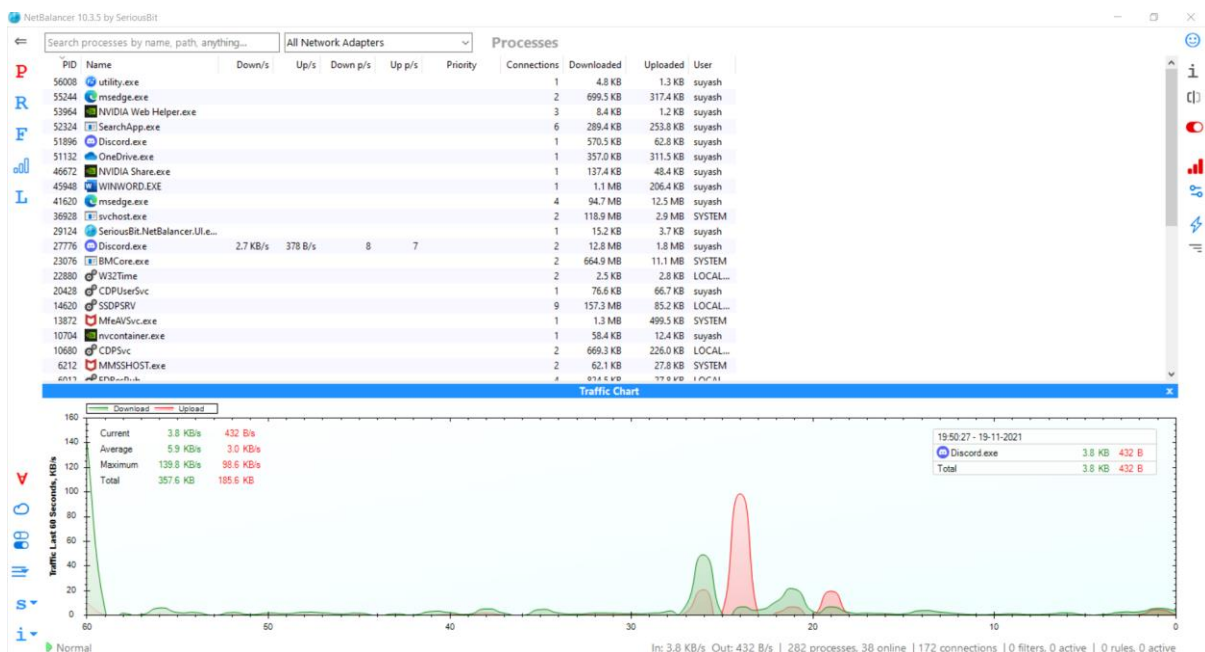 NetBalancer 10.3.5 by SeriousBit
Search processes by name, path, anything... All Network Adapters Processes
PID Name Down/s Up/s Down p/s Up p/s Priority Connections Downloaded Uploaded User
56008 utility.exe 1 4.8 KB 1.3 KB suyash
55244 msedge.exe 2 699.5 KB 317.4 KB suyash
53964 NVIDIA Web Helper.exe 3 8.4 KB 1.2 KB suyash
52324 SearchApp.exe 6 289.4 KB 253.8 KB suyash
51896 Discord.exe 1 570.5 KB 62.8 KB suyash
51132 OneDrive.exe 1 357.0 KB 311.5 KB suyash
46672 NVIDIA Share.exe 1 137.4 KB 48.4 KB suyash
45948 WINWORD.EXE 1 1.1 MB 206.4 KB suyash
41620 msedge.exe 4 94.7 MB 12.5 MB suyash
36928 svchost.exe 2 118.9 MB 2.9 MB SYSTEM
29124 SeriousBit.NetBalancer.UI.e... 1 15.2 KB 3.7 KB suyash
27776 Discord.exe 2.7 KB/s 378 B/s 8 7 2 12.8 MB 1.8 MB suyash
23076 BMCore.exe 2 664.9 MB 11.1 MB SYSTEM
22880 W32Time 2 2.5 KB 2.8 KB LOCAL...
20428 CDPUserSvc 1 76.6 KB 66.7 KB suyash
14620 SSDPSRV 9 157.3 MB 85.2 KB LOCAL...
13872 MfeAVSvc.exe 1 1.3 MB 499.5 KB SYSTEM
10704 nvcontainer.exe 1 58.4 KB 12.4 KB suyash
10680 CDPSvc 2 669.3 KB 226.0 KB LOCAL...
6212 MMSSHOST.exe 2 62.1 KB 27.8 KB SYSTEM
Traffic Chart x
Download Upload
Current 3.8 KB/s 432 B/s
Average 5.9 KB/s 3.0 KB/s
Maximum 139.8 KB/s 98.6 KB/s
Total 357.6 KB 185.6 KB
19:50:27 - 19-11-2021
Discord.exe 3.8 KB 432 B
Total 3.8 KB 432 B
Traffic Last 60 Seconds, KB/s
160
140
120
100
80
60
40
20
0
60 50 40 30 20 10 0
P
R
F
L
S
i
Normal In: 3.8 KB/s Out: 432 B/s | 282 processes, 38 online | 172 connections | 0 filters, 0 active | 0 rules, 0 active